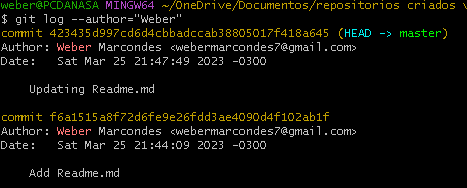 weber@PCDANASA MINGW64 ~/OneDrive/Documentos/repositorios criados v
$ git log --author="Weber"
commit 423435d997cd6d4cbbadccab38805017f418a645 (HEAD -> master)
Author: Weber Marcondes <webermarcondes7@gmail.com>
Date:   Sat Mar 25 21:47:49 2023 -0300
Updating Readme.md
commit f6a1515a8f72d6fe9e26fdd3ae4090d4f102ab1f
Author: Weber Marcondes <webermarcondes7@gmail.com>
Date:   Sat Mar 25 21:44:09 2023 -0300
Add Readme.md